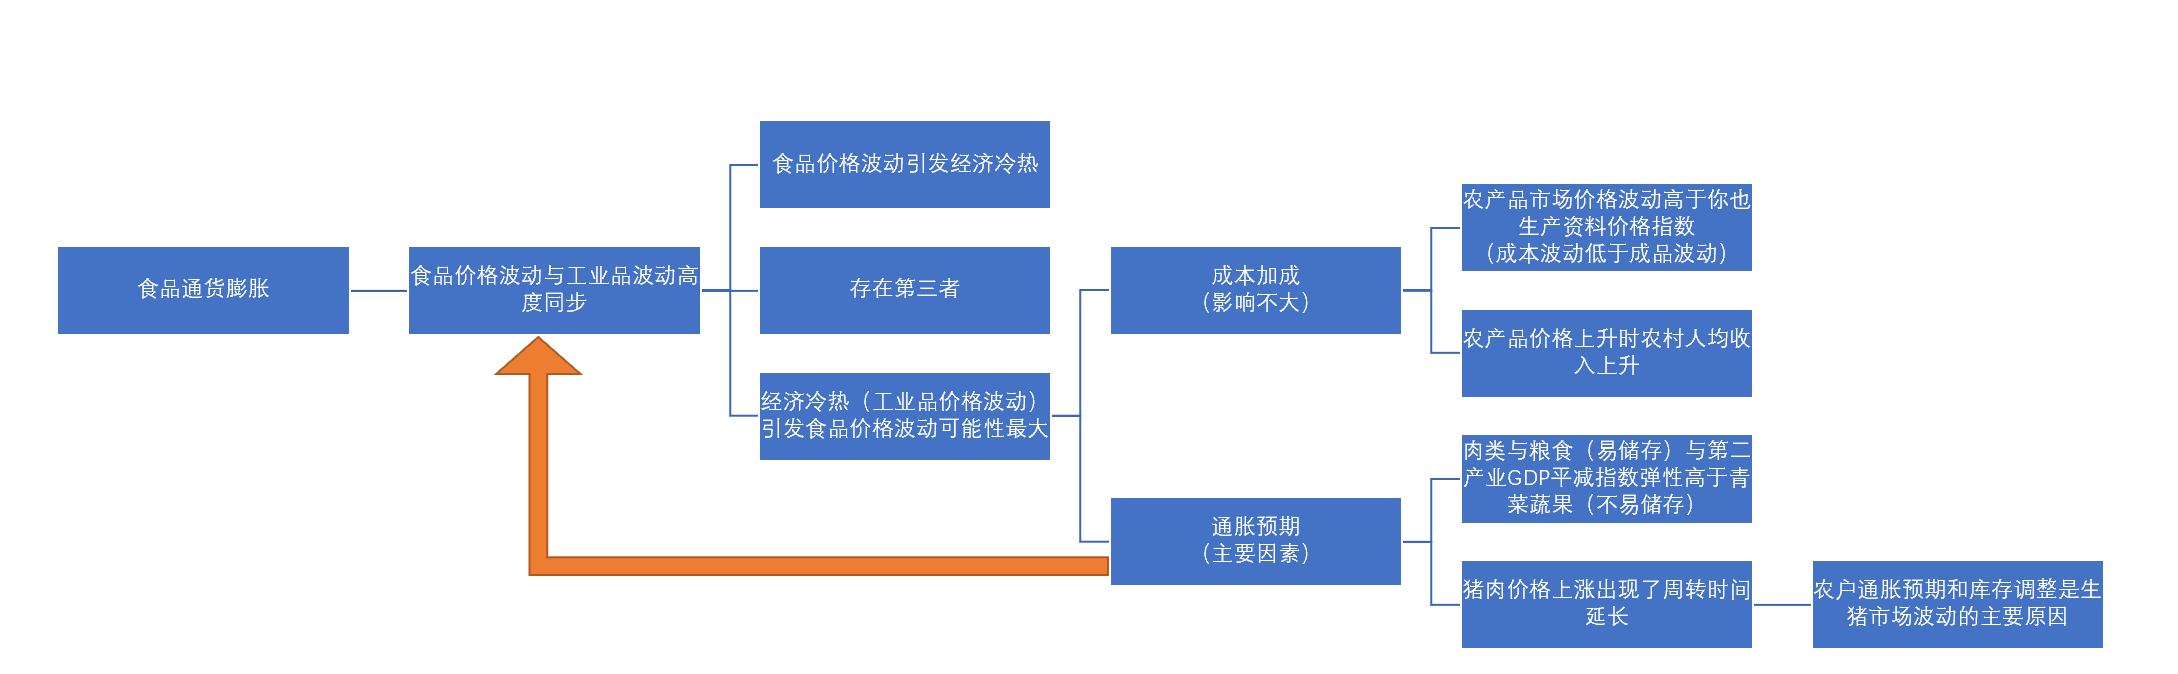 食品通货膨胀
食品价格波动与工业品波动高
度同步
食品价格波动引发经济冷热
存在第三者
经济冷热（工业品价格波动）
引发食品价格波动可能性最大
成本加成
（影响不大）
通胀预期
（主要因素）
农产品市场价格波动高于你也
生产资料价格指数
（成本波动低于成品波动）
农产品价格上升时农村人均收
入上升
肉类与粮食（易储存）与第二
产业GDP平减指数弹性高于青
菜蔬果（不易储存）
猪肉价格上涨出现了周转时间
延长
农户通胀预期和库存调整是生
猪市场波动的主要原因